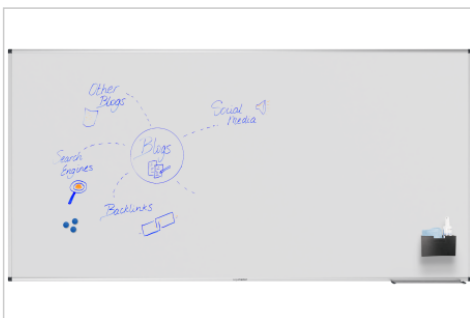 Other
Blogs
Social
Media
Blogs
Search
Engines
Backlinks